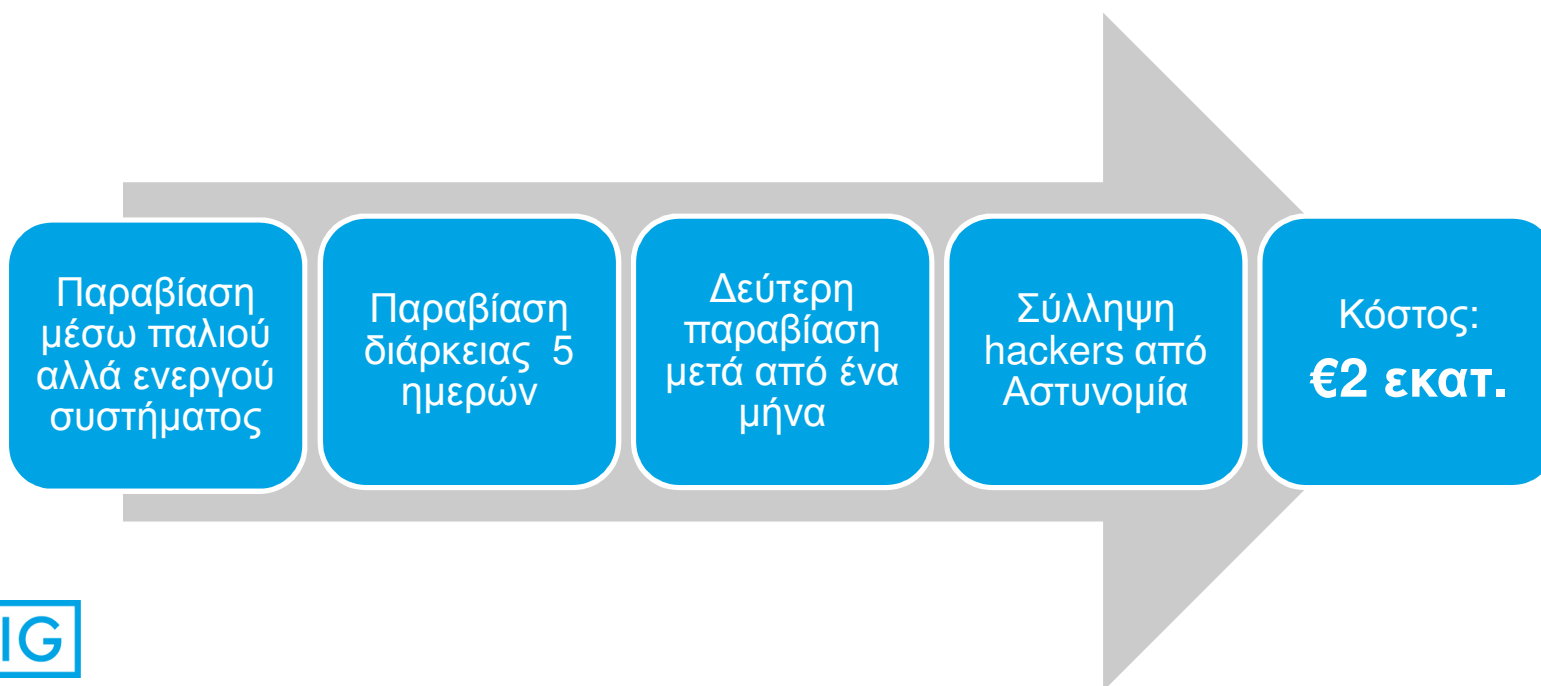 Παραβίαση
μέσω παλιού
αλλά ενεργού
συστήματος
Παραβίαση
διάρκειας 5
ημερών
Δεύτερη
παραβίαση
μετά από ένα
μήνα
Σύλληψη
hackers από
Αστυνομία
Κόστος:
€2 εκατ.
IG